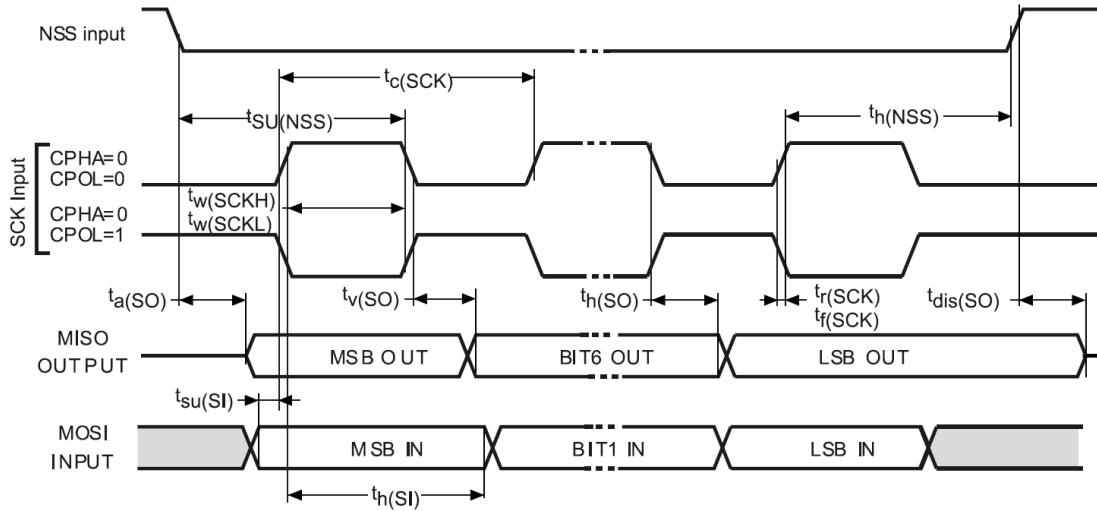 NSS input
tc(SCK)
tSU(NSS)
th(NSS)
SCK Input
CPHA=0
CPOL=0
tw(SCKH)
tw(SCKL)
CPHA=0
CPOL=1
ta(SO)
tv(SO)
th(SO)
tr(SCK)
tf(SCK)
tdis(SO)
MISO
OUTPUT
MSB OUT
BIT6 OUT
LSB OUT
tsu(SI)
MOSI
INPUT
MSB IN
BIT1 IN
LSB IN
th(SI)